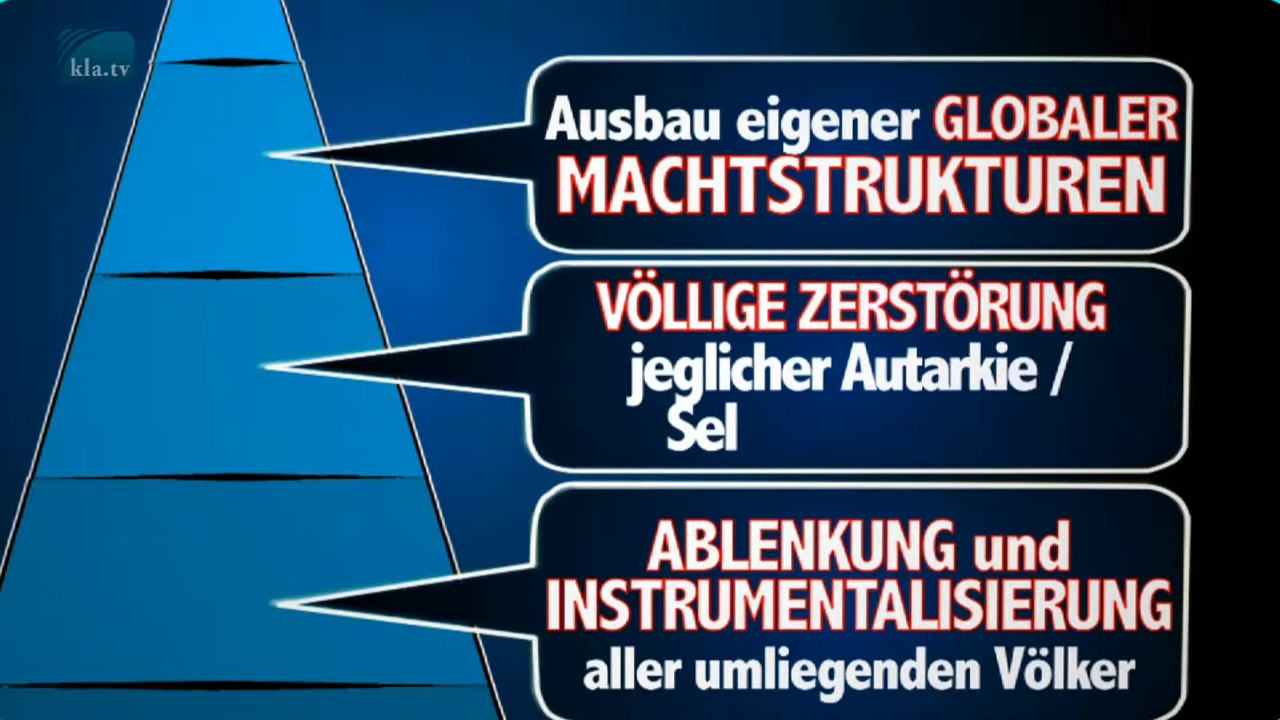 kla.tv
Ausbau eigener GLOBALER
MACHTSTRUKTUREN
VÖLLIGE ZERSTÖRUNG
jeglicher Autarkie /
Sel
ABLENKUNG und
INSTRUMENTALISIERUNG
aller umliegenden Völker